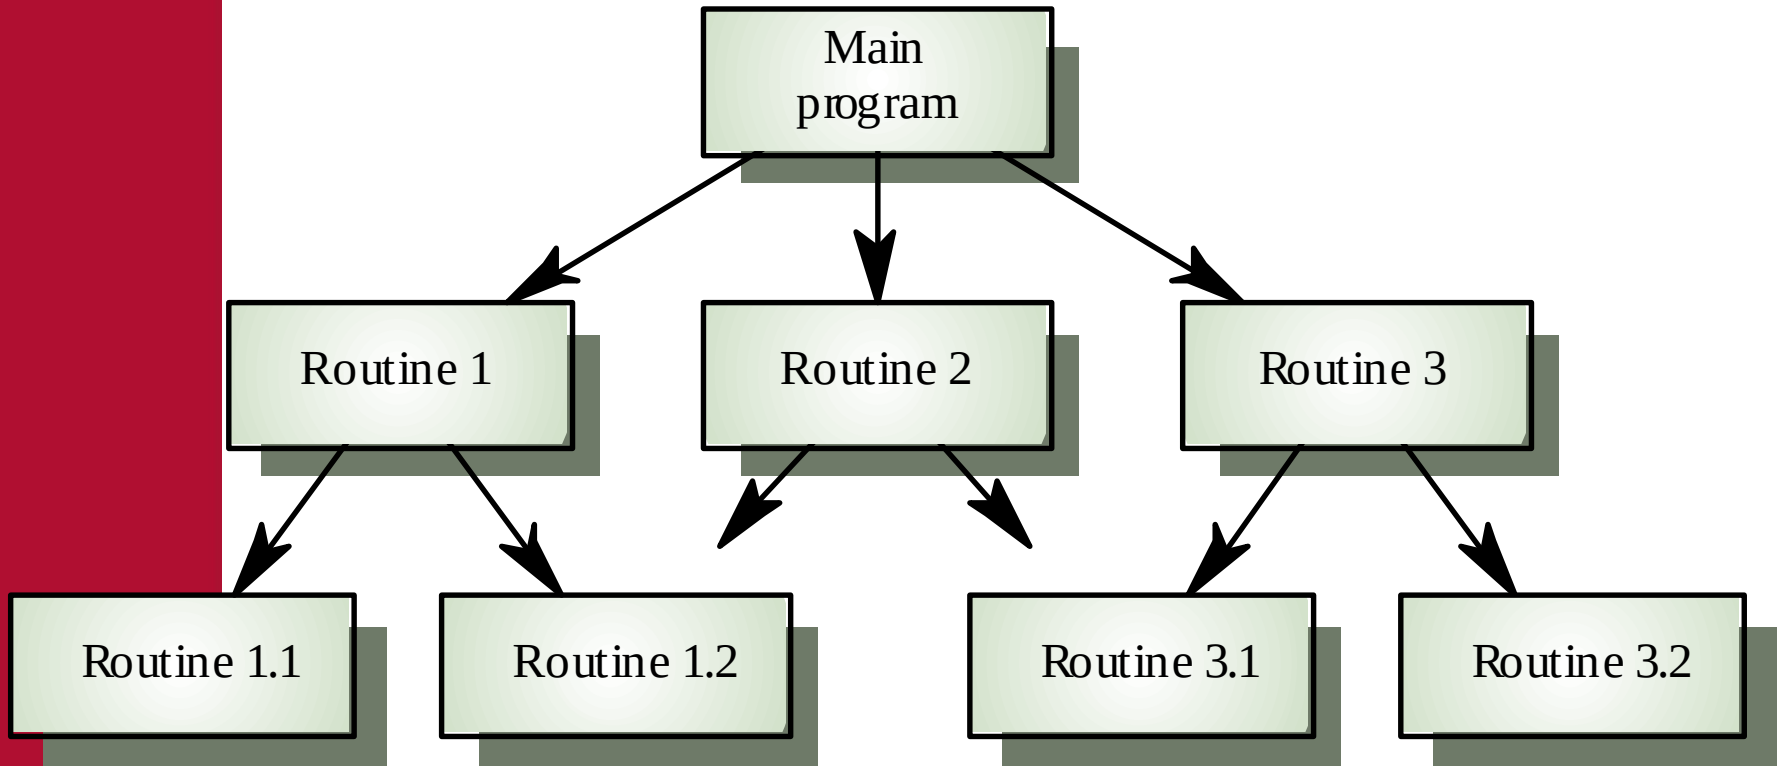 Main
program
Routine 1
Routine 2
Routine 3
Routine 1.1
Routine 1.2
Routine 3.1
Routine 3.2